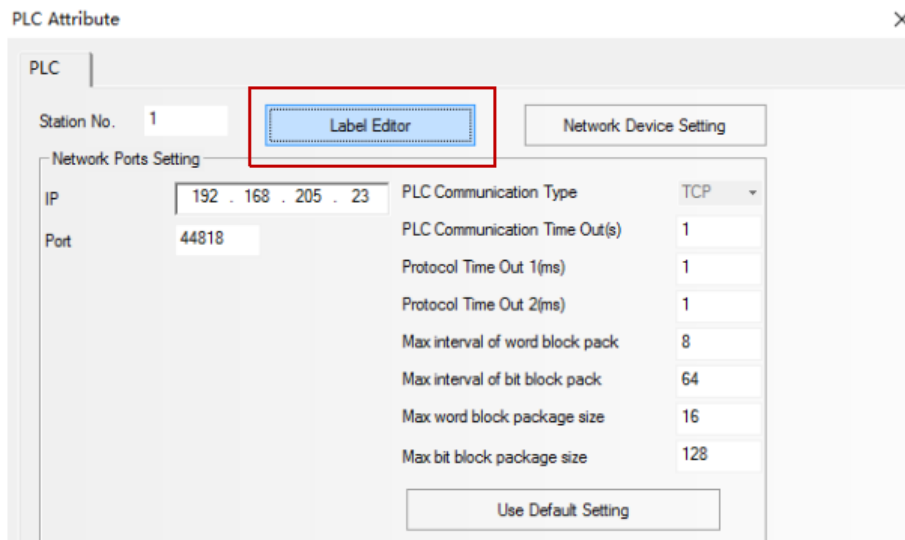 PLC Attribute
PLC
Station No. 1 Label Editor Network Device Setting
Network Ports Setting
IP 192 . 168 . 205 . 23 PLC Communication Type TCP
Port 44818 PLC Communication Time Out(s) 1
Protocol Time Out 1(ms) 1
Protocol Time Out 2(ms) 1
Max interval of word block pack 8
Max interval of bit block pack 64
Max word block package size 16
Max bit block package size 128
Use Default Setting